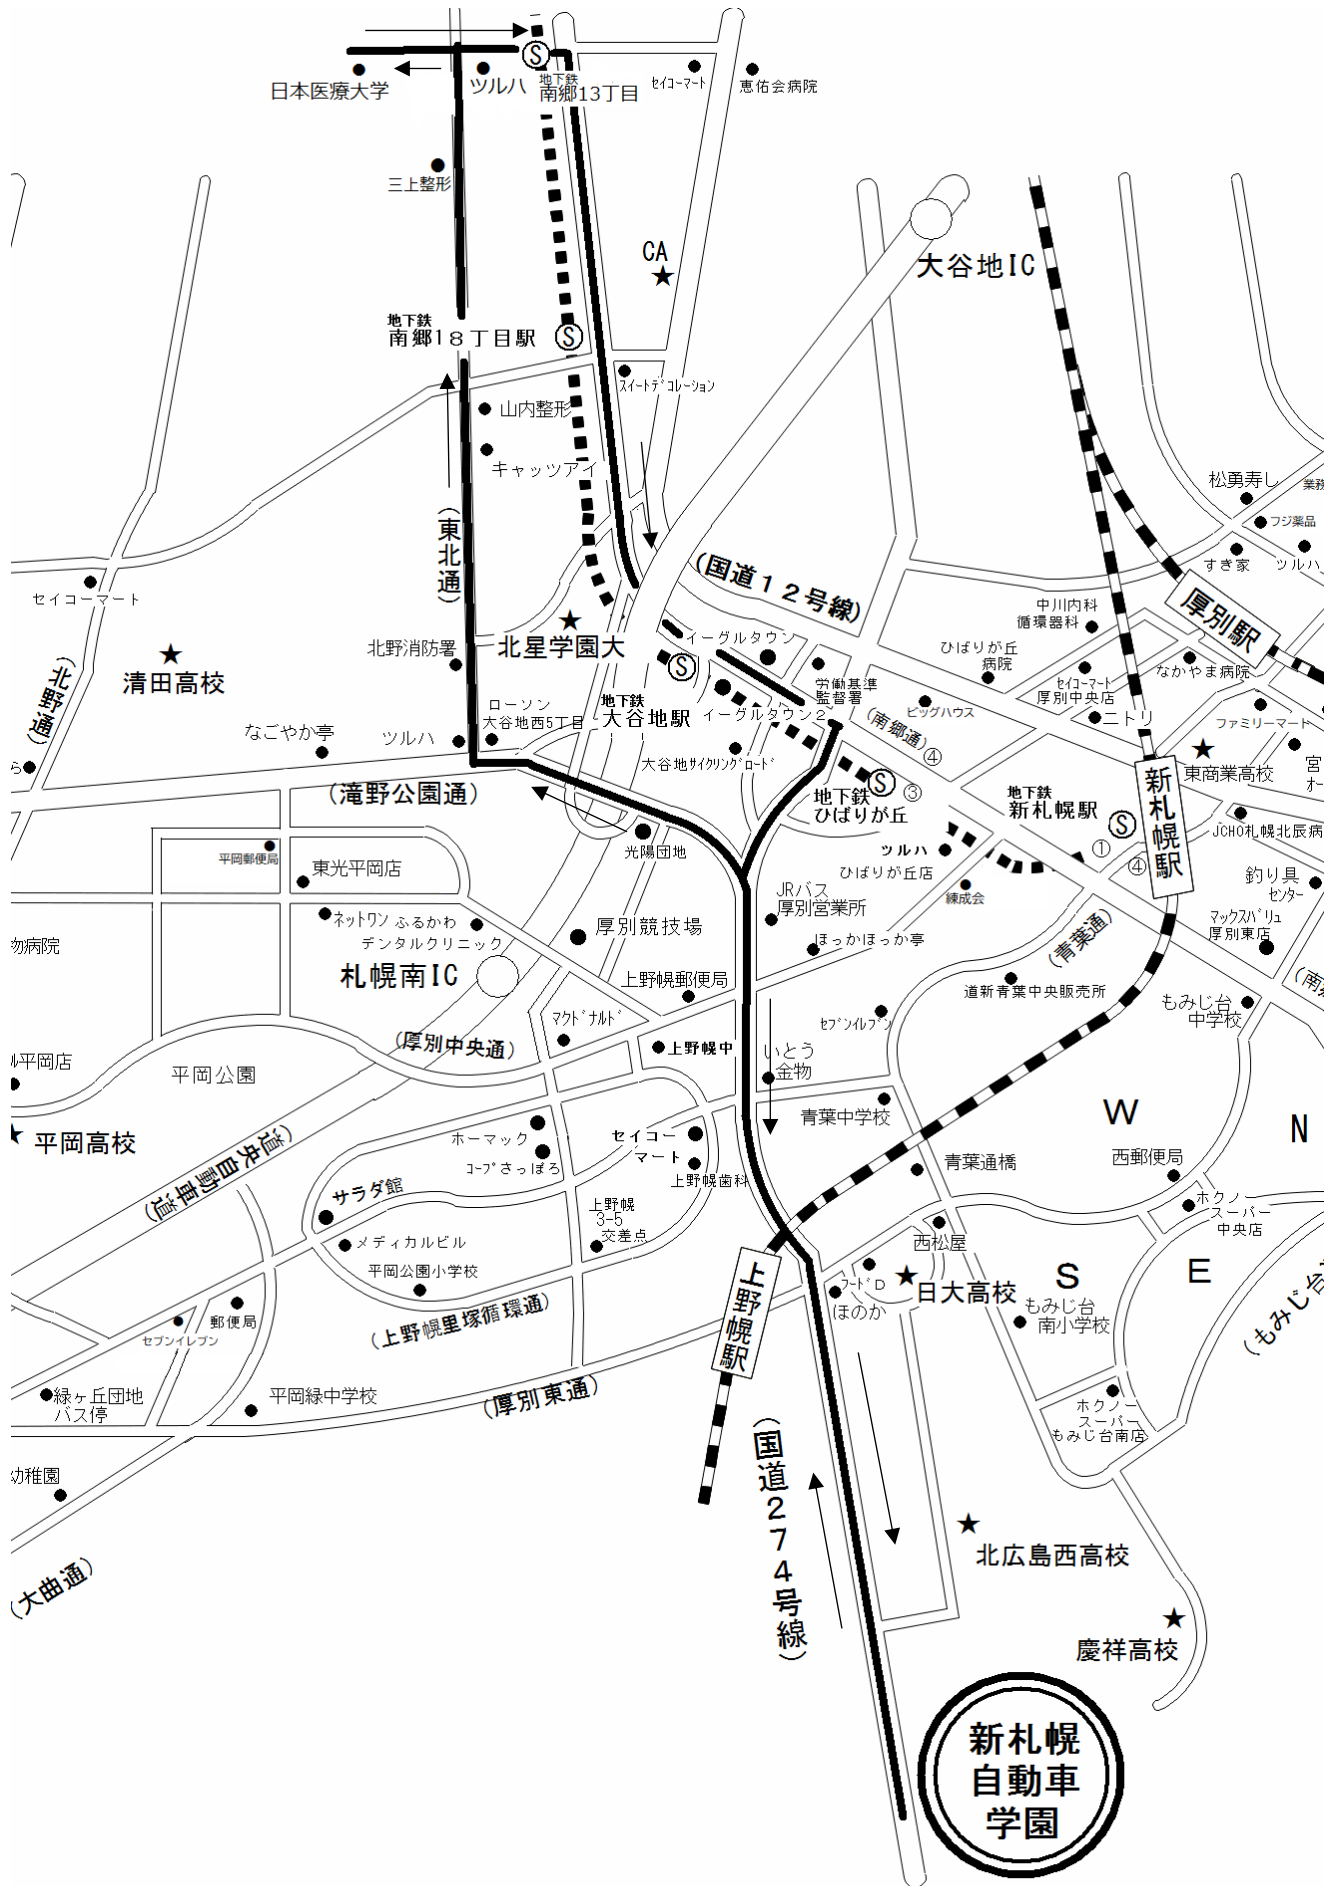 日本医療大学
ツルハ
地下鉄
南郷13丁目
セイコーマート
恵佑会病院
三上整形
CA
大谷地IC
地下鉄
南郷18丁目駅
スイートデコレーション
山内整形
キャッツアイ
(東北通)
松勇寿し
業務
フジ薬品
すき家
ツルハ
セイコーマート
(国道12号線)
厚別駅
中川内科
循環器科
北野消防署
北星学園大
イーグルタウン
ひばりが丘
病院
なかやま病院
セイコーマート
厚別中央店
清田高校
(北野通)
労働基準
監督署
地下鉄
大谷地駅
イーグルタウン2
ビッグハウス
ニトリ
ファミリーマート
ローソン
大谷地西5丁目
なごやか亭
ツルハ
ら
(南郷通)
④
大谷地サイクリングロード
東商業高校
宮
オー
(滝野公園通)
地下鉄
ひばりが丘
③
地下鉄
新札幌駅
新札幌駅
JCHO札幌北辰病
光陽団地
平岡郵便局
東光平岡店
ツルハ
ひばりが丘店
①
④
練成会
釣り具
センター
JRバス
厚別営業所
マックスバリュ
厚別東店
ネットワン
ふるかわ
デンタルクリニック
厚別競技場
ほっかほっか亭
(青葉通)
物病院
札幌南IC
上野幌郵便局
道新青葉中央販売所
もみじ台
中学校
(南郷
マクドナルド
セブンイレブン
(厚別中央通)
上野幌中
いとう
金物
ル平岡店
平岡公園
青葉中学校
W
N
平岡高校
(道央自動車道)
ホーマック
コープさっぽろ
セイコー
マート
上野幌歯科
青葉通橋
西郵便局
サラダ館
上野幌
3-5
交差点
ホクノー
スーパー
中央店
メディカルビル
西松屋
平岡公園小学校
上野幌駅
フードD
ほのか
日大高校
S
E
もみじ台
南小学校
(もみじ台
郵便局
セブンイレブン
(上野幌里塚循環通)
緑ヶ丘団地
バス停
平岡緑中学校
(厚別東通)
ホクノー
スーパー
もみじ台南店
(国道274号線)
幼稚園
北広島西高校
(大曲通)
慶祥高校
新札幌
自動車
学園